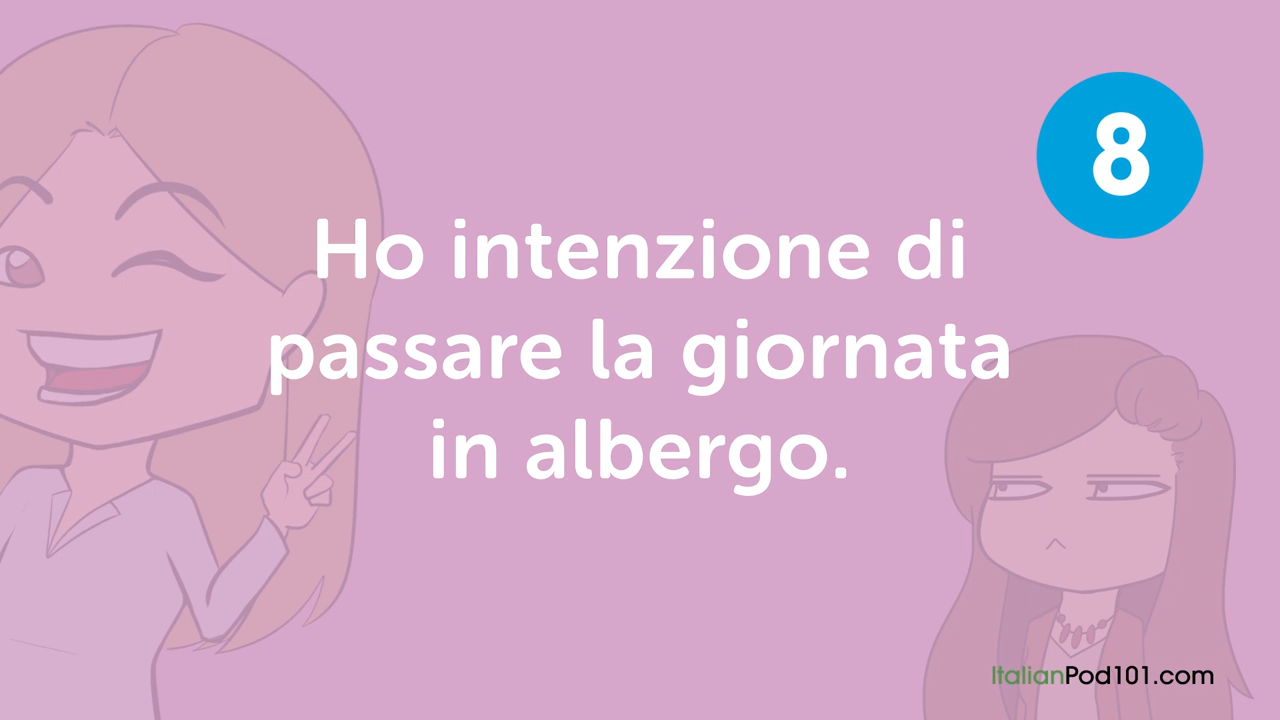 8
Ho intenzione di
passare la giornata
in albergo.
ItalianPod101.com